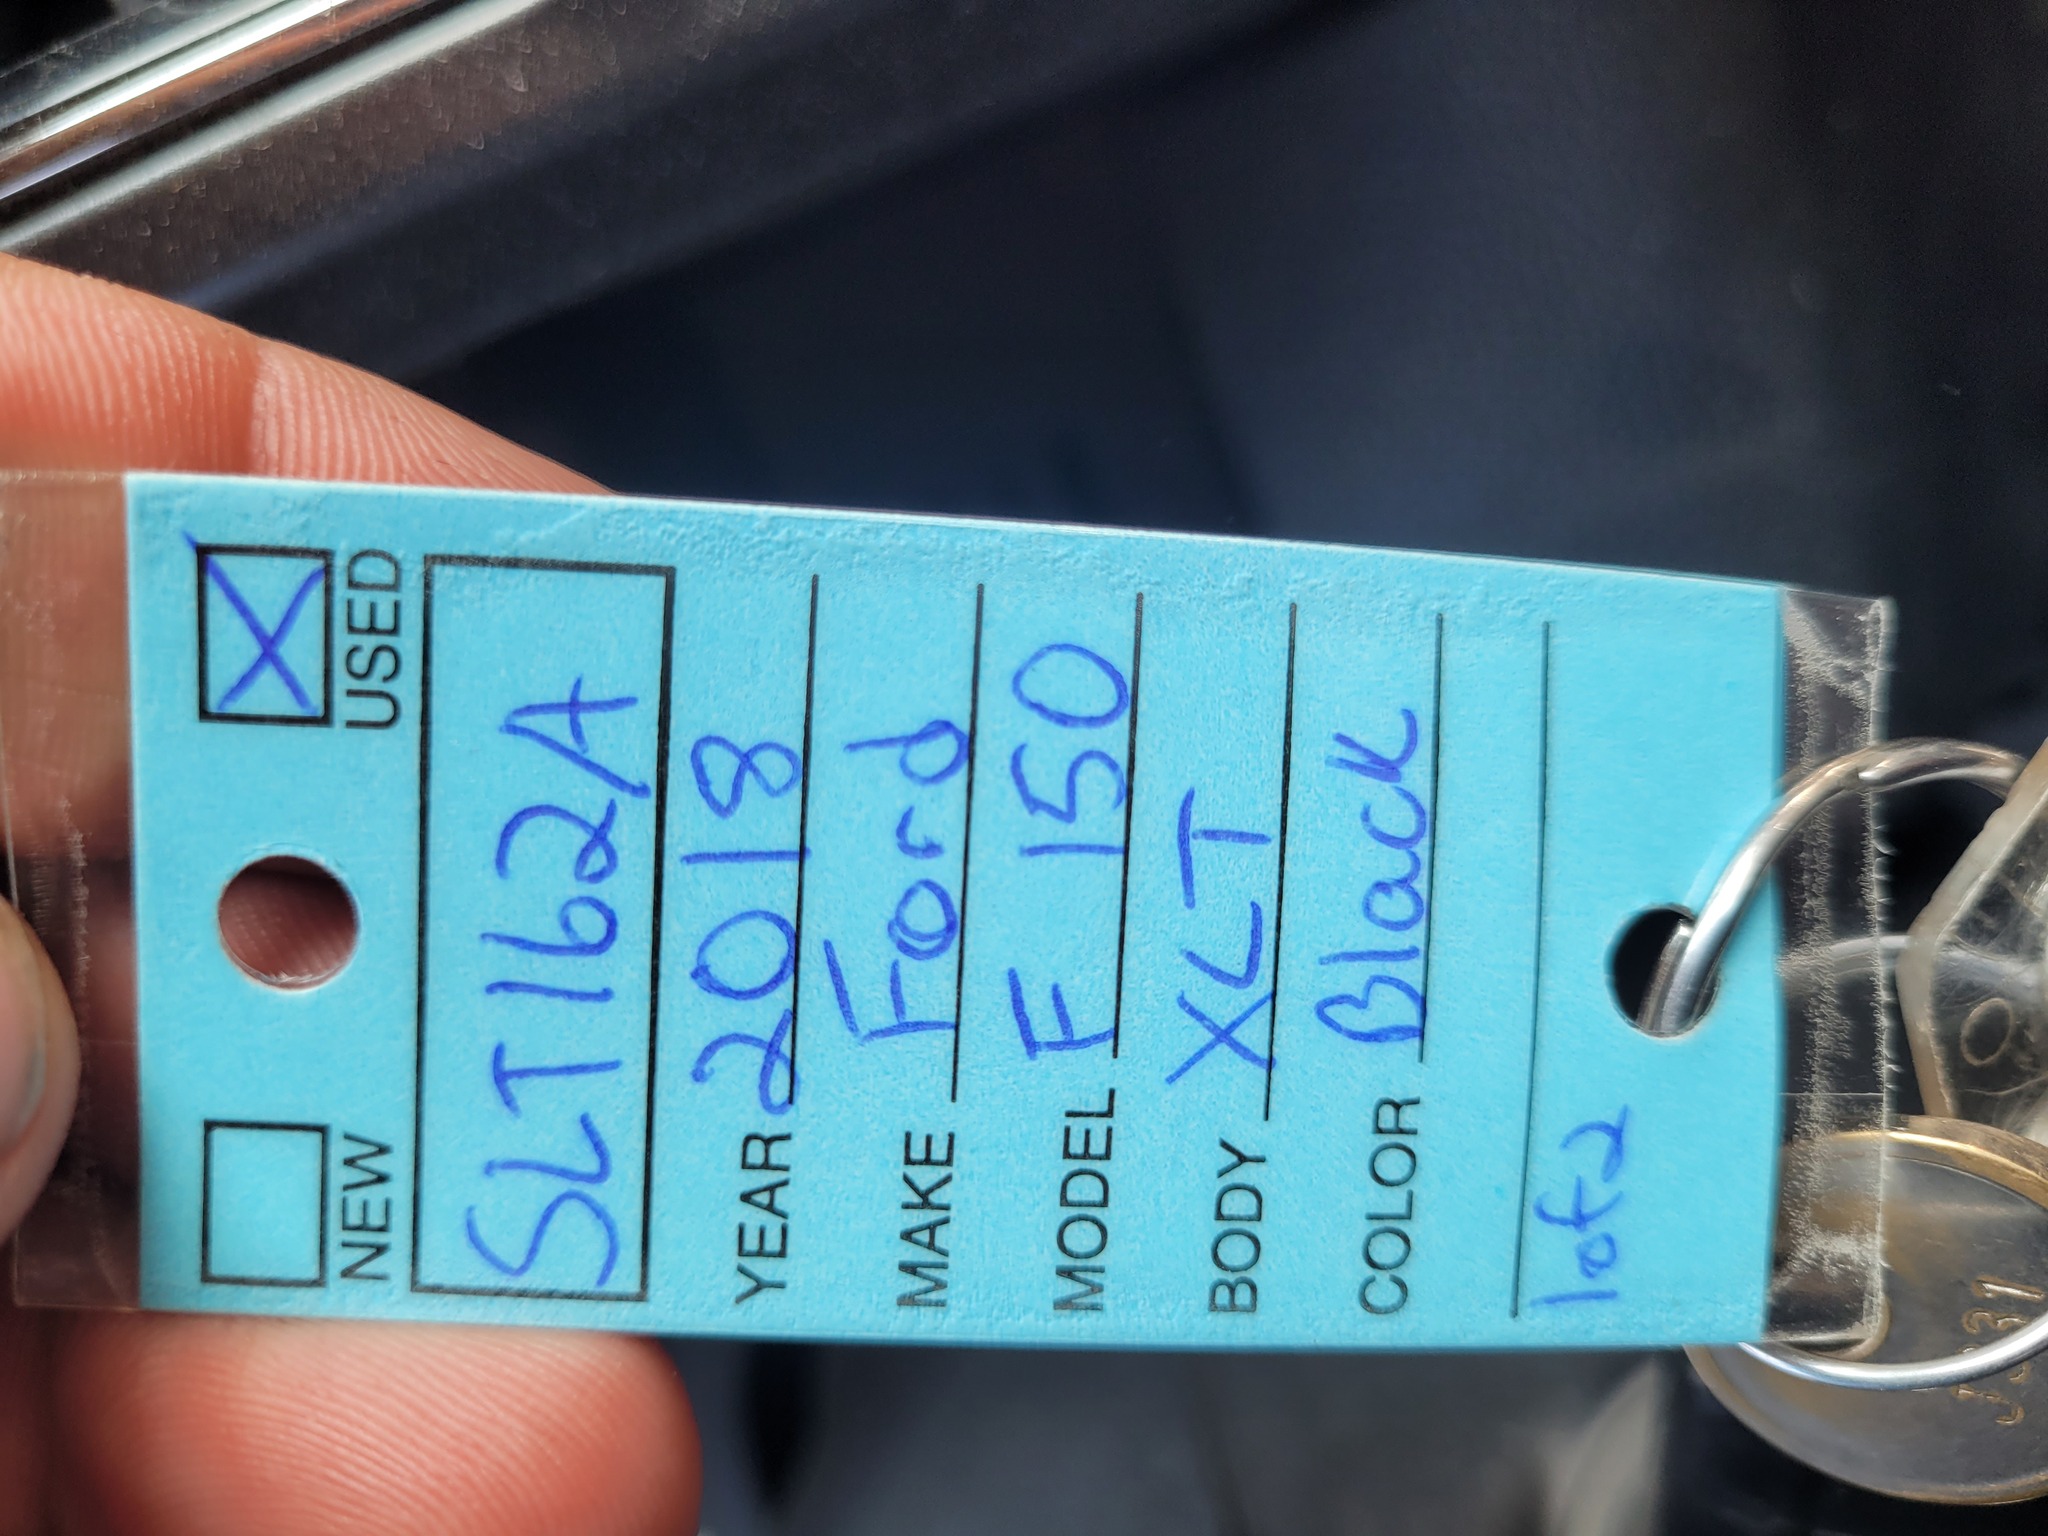 NEW USED
SLT162A
YEAR 2018
MAKE Ford
MODEL F 150
BODY XLT
COLOR Black
1 of 2